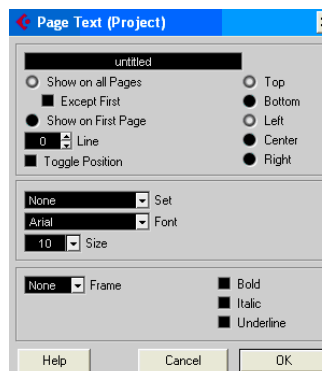 Page Text (Project)
untitled
Show on all Pages
Top
Except First
Bottom
Show on First Page
Left
0 Line
Center
Toggle Position
Right
None Set
Arial Font
10 Size
None Frame
Bold
Italic
Underline
Help Cancel OK